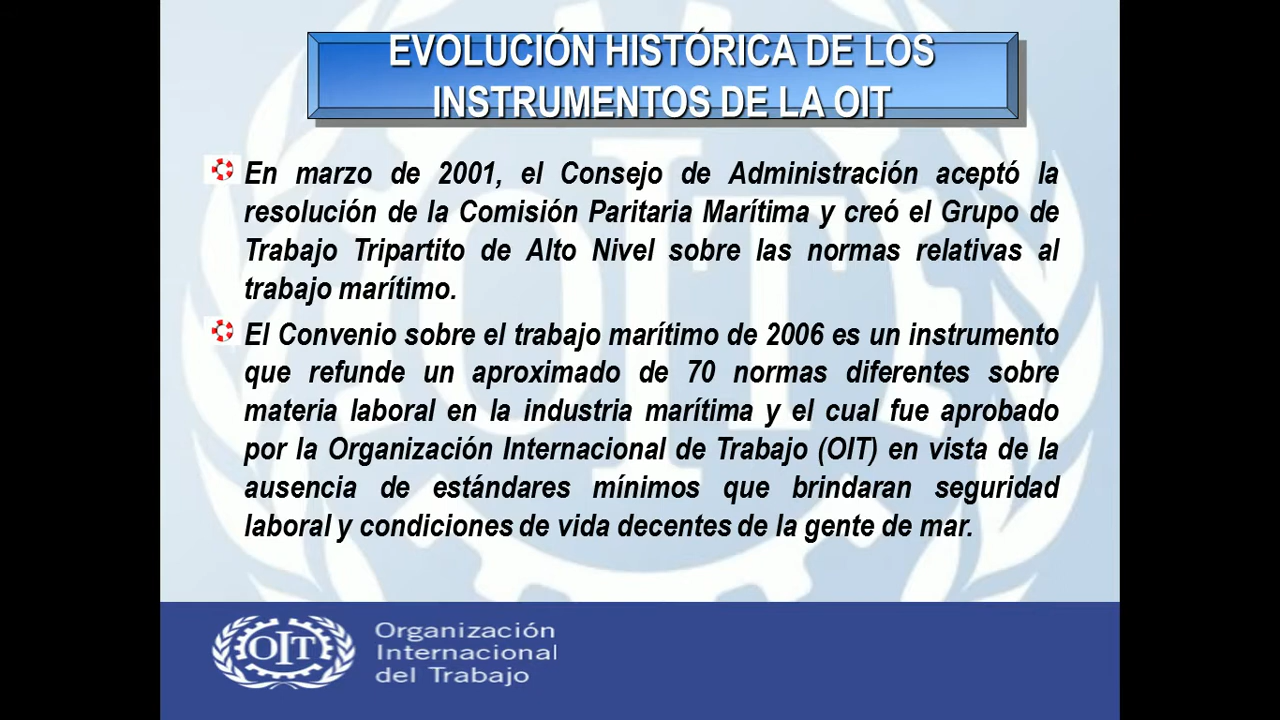 EVOLUCIÓN HISTÓRICA DE LOS
INSTRUMENTOS DE LA OIT
En marzo de 2001, el Consejo de Administración aceptó la
resolución de la Comisión Paritaria Marítima y creó el Grupo de
Trabajo Tripartito de Alto Nivel sobre las normas relativas al
trabajo marítimo.
El Convenio sobre el trabajo marítimo de 2006 es un instrumento
que refunde un aproximado de 70 normas diferentes sobre
materia laboral en la industria marítima y el cual fue aprobado
por la Organización Internacional de Trabajo (OIT) en vista de la
ausencia de estándares mínimos que brindaran seguridad
laboral y condiciones de vida decentes de la gente de mar.
OIT
Organización
Internacional
del Trabajo